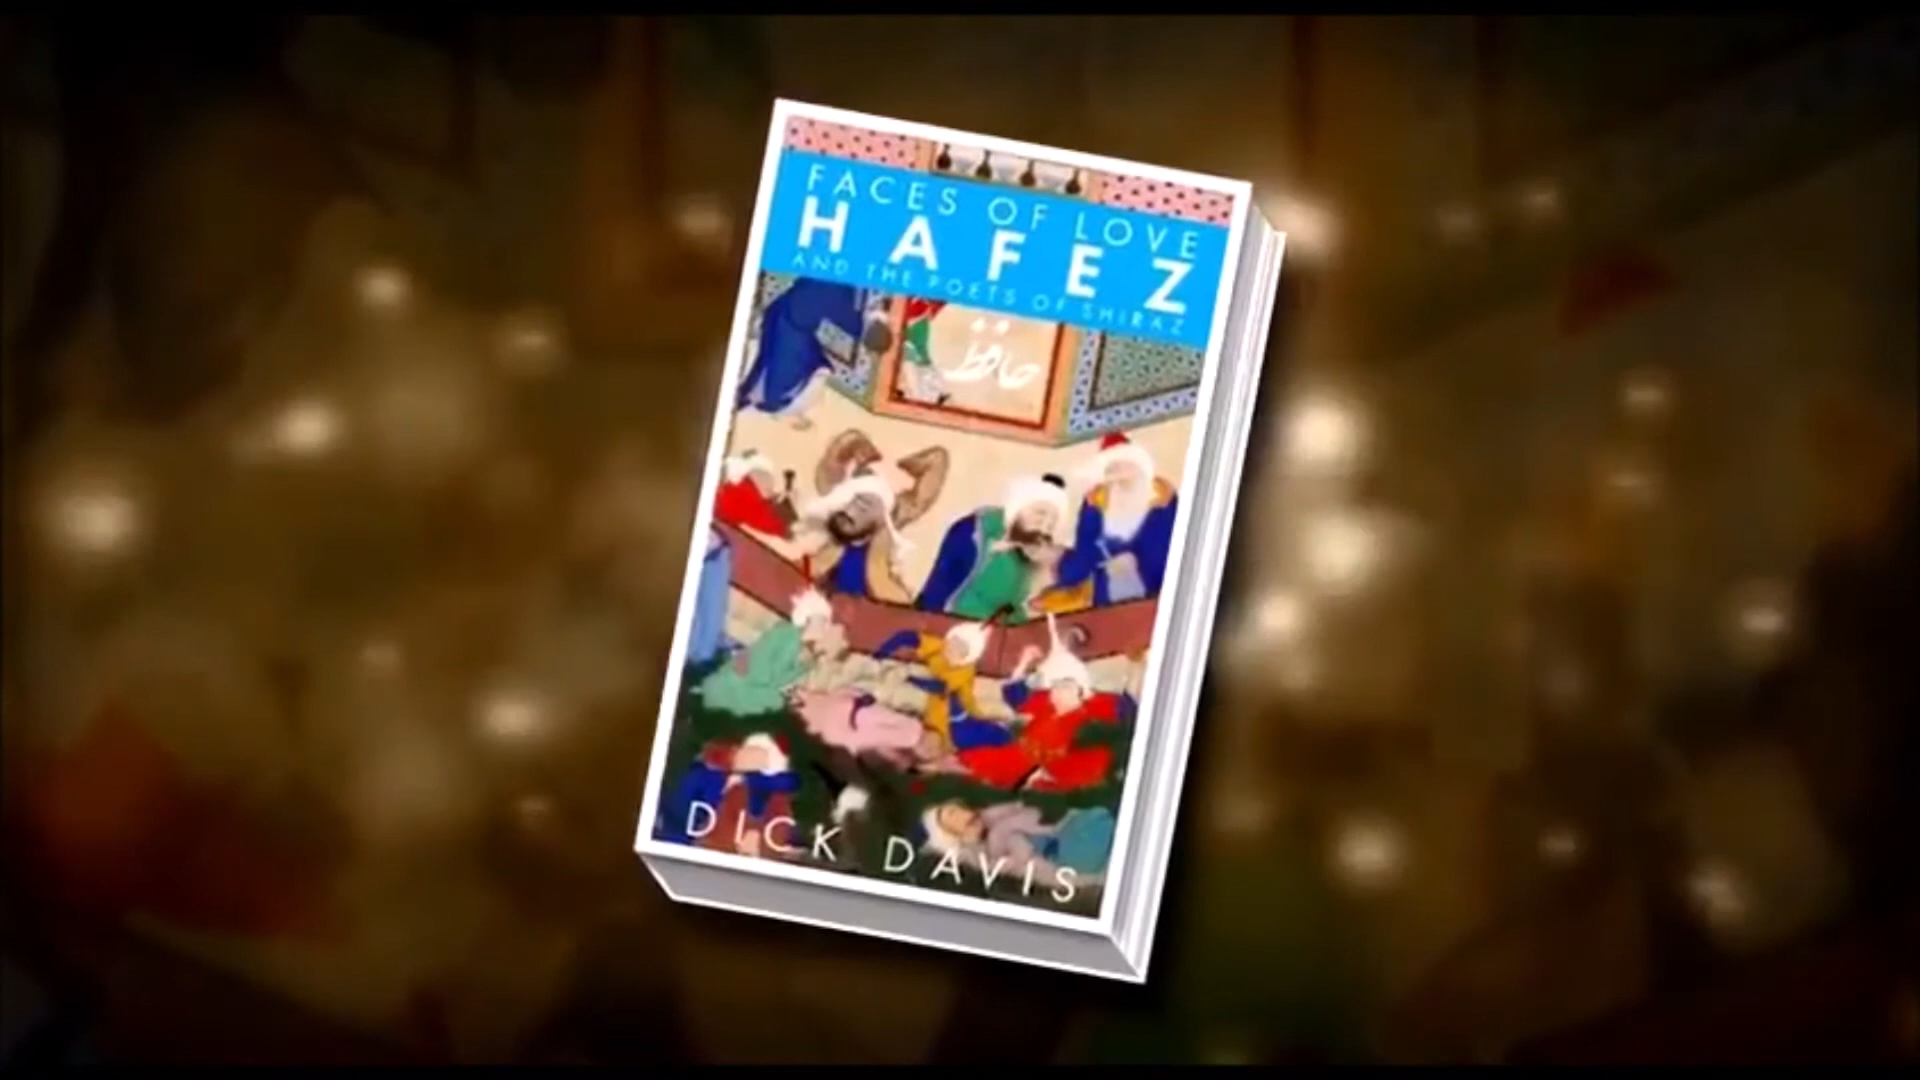 FACES OF LOVE
HAFEZ
AND THE POETS OF SHIRAZ
حافظ
DICK DAVIS